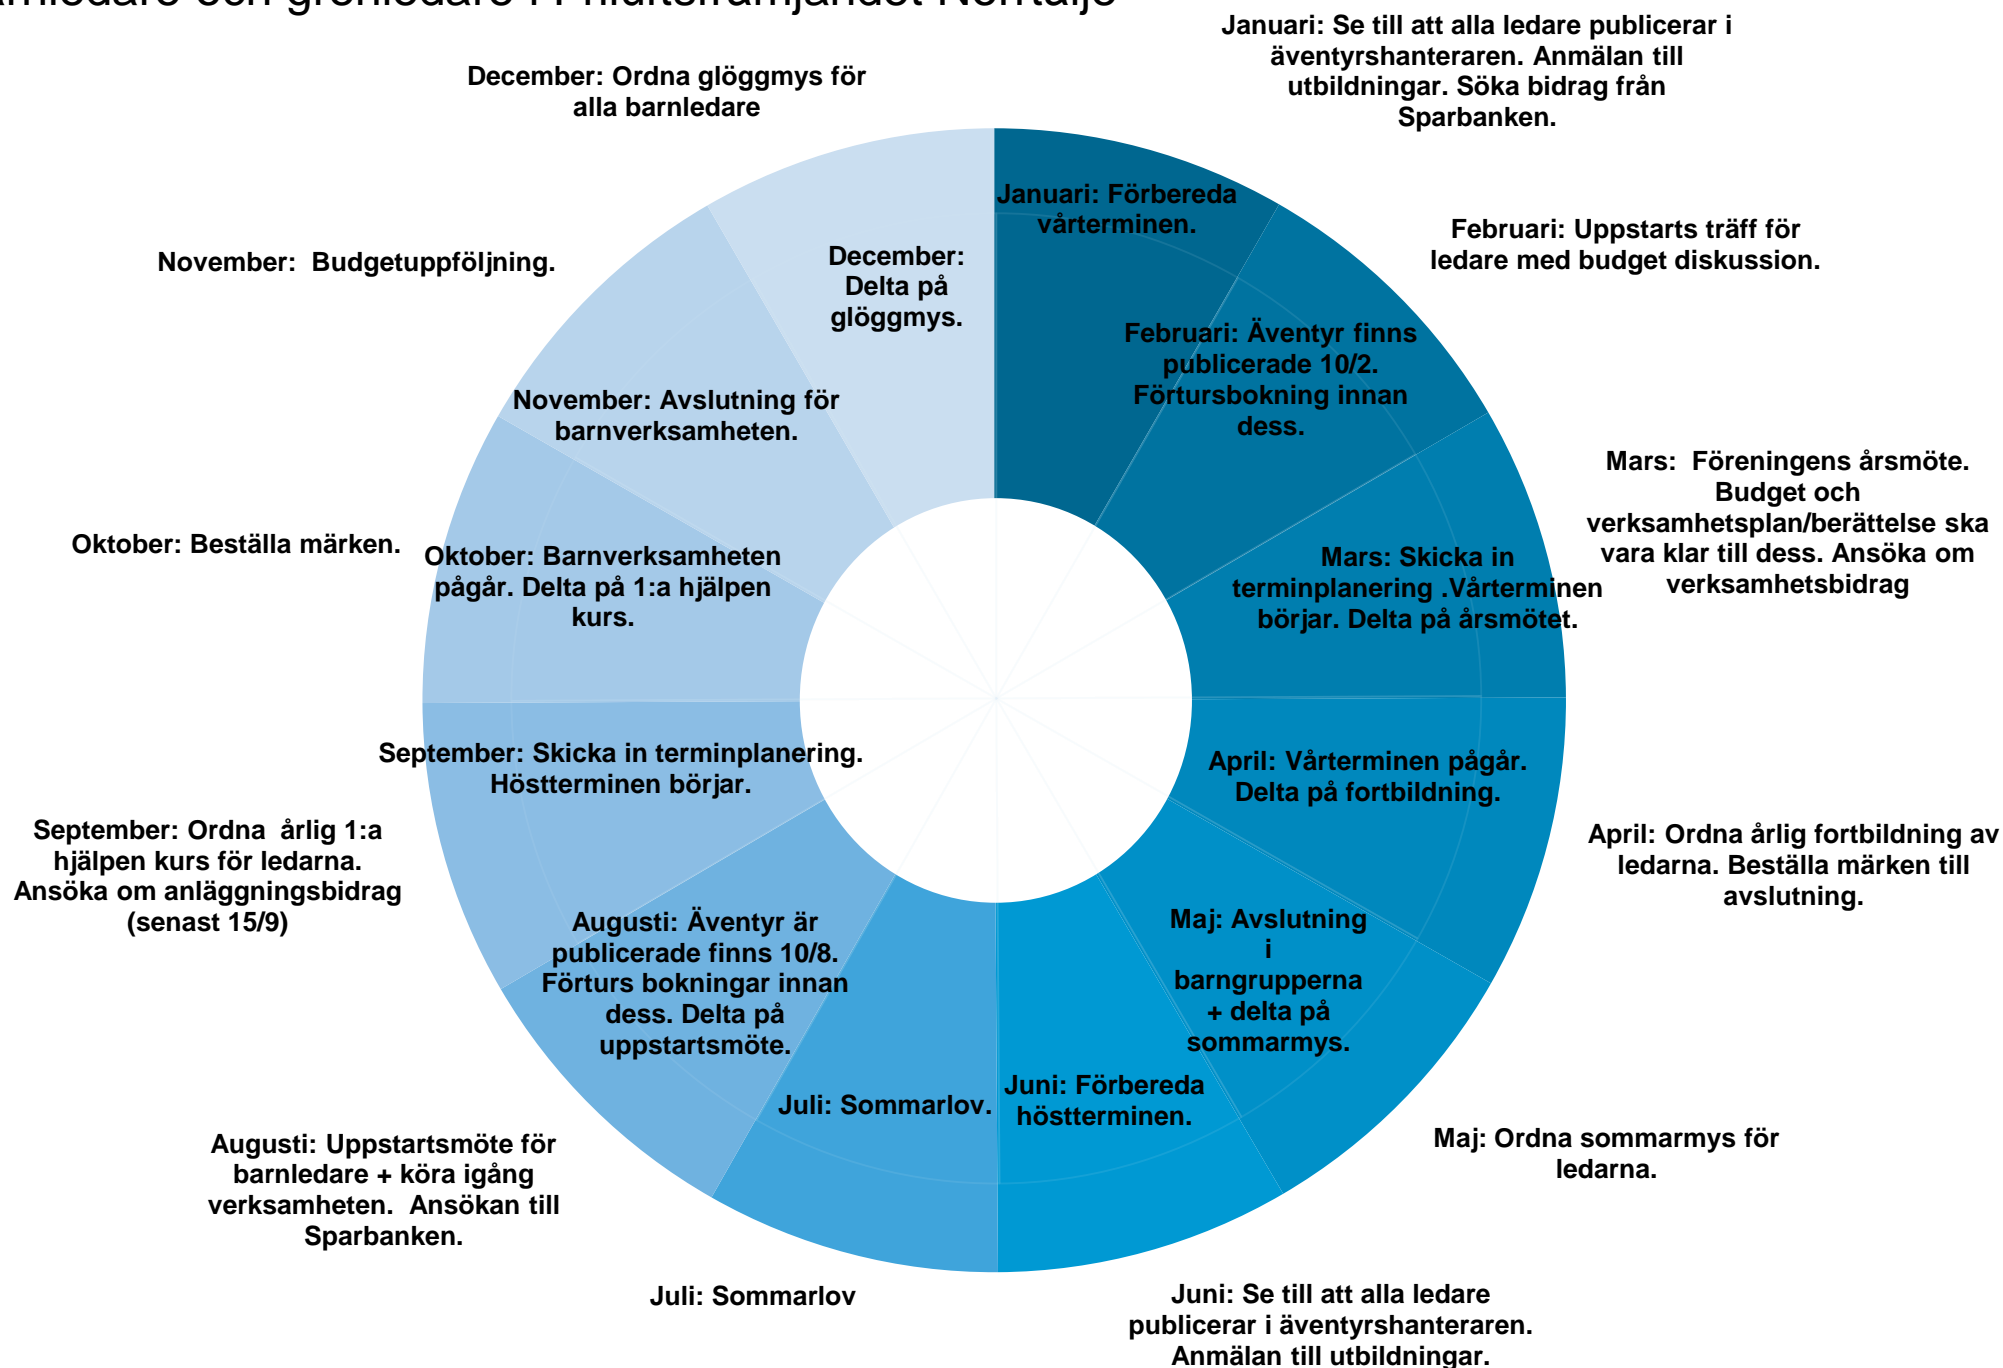 och grenledare i Friluftsfrämjandet Norrtälje
Januari: Se till att alla ledare publicerar i
äventyrshanteraren. Anmälan till
utbildningar. Söka bidrag från
Sparbanken.
Februari: Uppstarts träff för
ledare med budget diskussion.
Mars:  Föreningens årsmöte.
Budget och
verksamhetsplan/berättelse ska
vara klar till dess. Ansöka om
verksamhetsbidrag
April: Ordna årlig fortbildning av
ledarna. Beställa märken till
avslutning.
Maj: Ordna sommarmys för
ledarna.
Juni: Se till att alla ledare
publicerar i äventyrshanteraren.
Anmälan till utbildningar.
Juli: Sommarlov
Augusti: Uppstartsmöte för
barnledare + köra igång
verksamheten.  Ansökan till
Sparbanken.
September: Ordna  årlig 1:a
hjälpen kurs för ledarna.
Ansöka om anläggningsbidrag
(senast 15/9)
Oktober: Beställa märken.
November:  Budgetuppföljning.
December: Ordna glöggmys för
alla barnledare
Januari: Förbereda
vårterminen.
Februari: Äventyr finns
publicerade 10/2.
Förtursbokning innan
dess.
Mars: Skicka in
terminplanering .Vårterminen
börjar. Delta på årsmötet.
April: Vårterminen pågår.
Delta på fortbildning.
Maj: Avslutning
i
barngrupperna
+ delta på
sommarmys.
Juni: Förbereda
höstterminen.
Juli: Sommarlov.
Augusti: Äventyr är
publicerade finns 10/8.
Förturs bokningar innan
dess. Delta på
uppstartsmöte.
September: Skicka in terminplanering.
Höstterminen börjar.
Oktober: Barnverksamheten
pågår. Delta på 1:a hjälpen
kurs.
November: Avslutning för
barnverksamheten.
December:
Delta på
glöggmys.